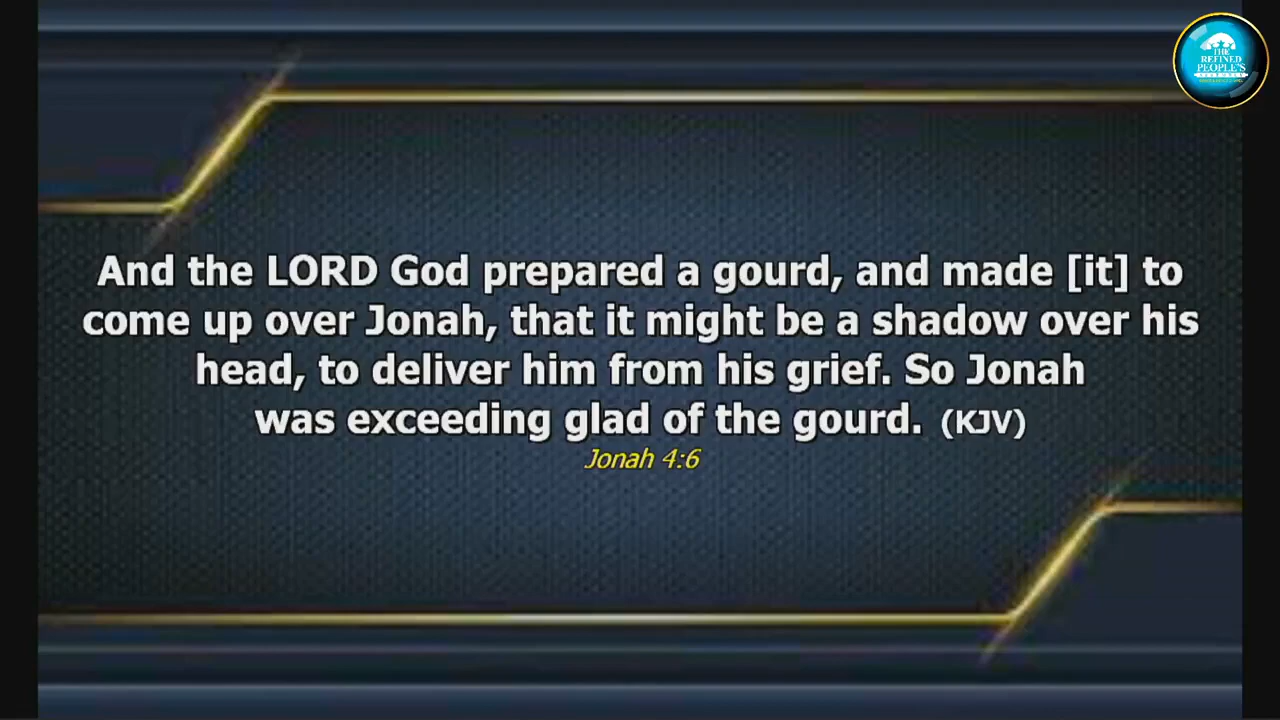 THE
REFINED
PEOPLE'S
And the LORD God prepared a gourd, and made [it] to
come up over Jonah, that it might be a shadow over his
head, to deliver him from his grief. So Jonah
was exceeding glad of the gourd. (KJV)
Jonah 4:6